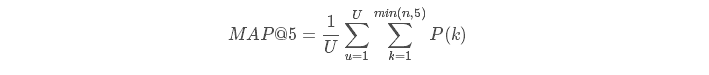 MAP@5 = \frac{1}{U} \sum_{u=1}^{U} \sum_{k=1}^{min(n,5)} P(k)